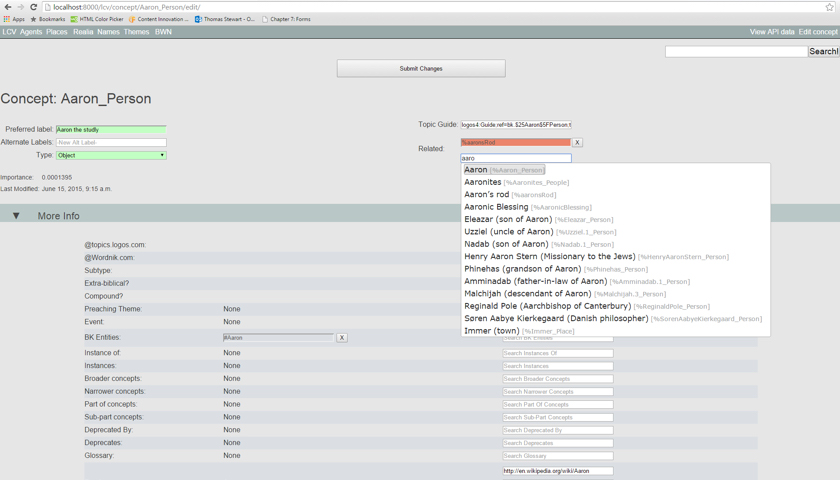 localhost:8000/lcv/concept/Aaron_Person/edit/
Apps Bookmarks HTML Color Picker Content Innovation ... Thomas Stewart - O... Chapter 7: Forms
LCV Agents Places Realia Names Themes BWN View API data Edit concept
Search!
Submit Changes
Concept: Aaron_Person
Topic Guide: logos4:Guide;ref=bk.$25Aaron$5FPerson;t
Preferred label: Aaron the studly
Alternate Labels: New Alt Label
Type: Object
Related: %aaronsRod X
aaro
Aaron [%Aaron_Person]
Aaronites [%Aaronites_People]
Aaron's rod [%aaronsRod]
Aaronic Blessing [%AaronicBlessing]
Eleazar (son of Aaron) [%Eleazar_Person]
Uzziel (uncle of Aaron) [%Uzziel.1_Person]
Nadab (son of Aaron) [%Nadab.1_Person]
Henry Aaron Stern (Missionary to the Jews) [%HenryAaronStern_Person]
Phinehas (grandson of Aaron) [%Phinehas_Person]
Amminadab (father-in-law of Aaron) [%Amminadab.1_Person]
Malchijah (descendant of Aaron) [%Malchijah.3_Person]
Reginald Pole (Archbishop of Canterbury) [%ReginaldPole_Person]
Søren Aabye Kierkegaard (Danish philosopher) [%SorenAabyeKierkegaard_Person]
Immer (town) [%Immer_Place]
Importance: 0.0001395
Last Modified: June 15, 2015, 9:15 a.m.
▼ More Info
@topics.logos.com:
@Wordnik.com:
Subtype:
Extra-biblical?
Compound?
Preaching Theme: None
Event: None
BK Entities: #Aaron X Search BK Entities
Instance of: None Search Instances Of
Instances: None Search Instances
Broader concepts: None Search Broader Concepts
Narrower concepts: None Search Narrower Concepts
Part of concepts: None Search Part Of Concepts
Sub-part concepts: None Search Sub-Part Concepts
Deprecated By: None Search Deprecated By
Deprecates: None Search Deprecates
Glossary: None Search Glossary
http://en.wikipedia.org/wiki/Aaron